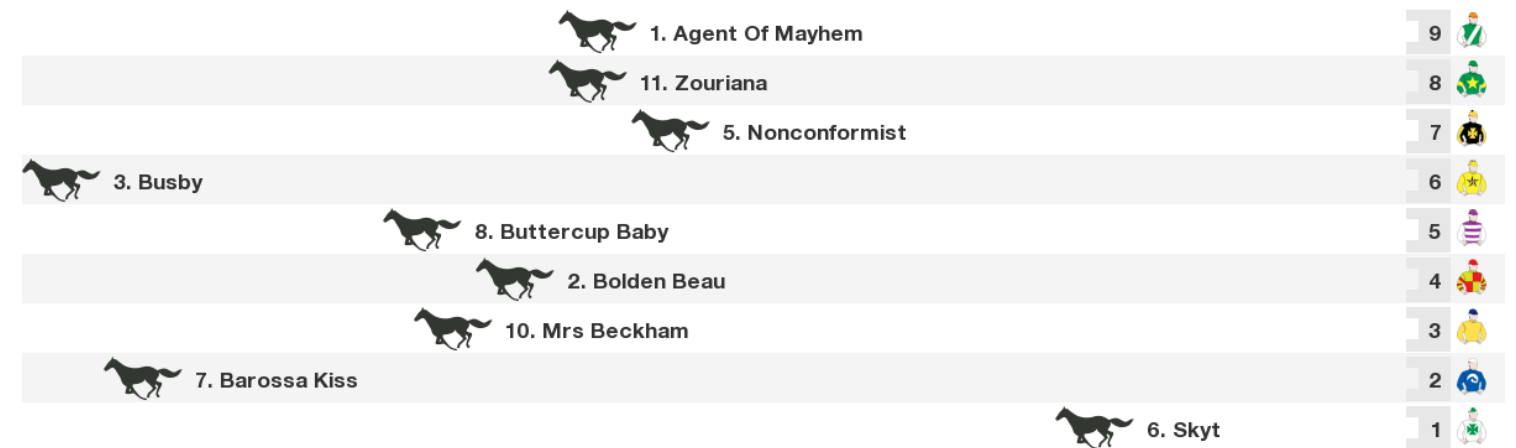 1. Agent Of Mayhem 9
11. Zouriana 8
5. Nonconformist 7
3. Busby 6
8. Buttercup Baby 5
2. Bolden Beau 4
10. Mrs Beckham 3
7. Barossa Kiss 2
6. Skyt 1